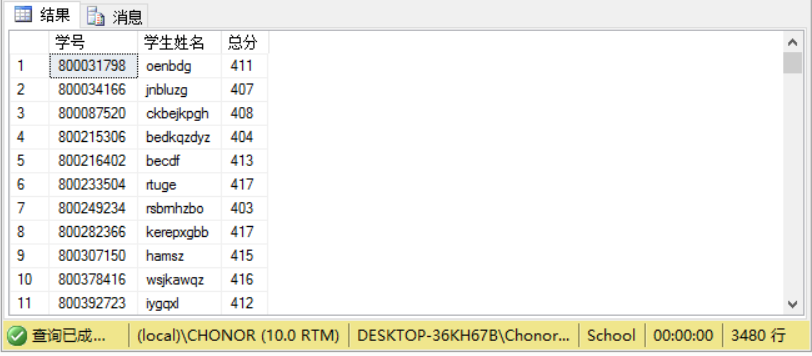 结果 消息
学号 学生姓名 总分
1 800031798 oenbdg 411
2 800034166 jnbluzg 407
3 800087520 ckbejkpgh 408
4 800215306 bedkqzdyz 404
5 800216402 becdf 413
6 800233504 rtuge 417
7 800249234 rsbmhzbo 403
8 800282366 kerepxgbb 417
9 800307150 hamsz 415
10 800378416 wsjkawqz 416
11 800392723 iygqxl 412
查询已成... (local)\CHONOR (10.0 RTM) DESKTOP-36KH67B\Chonor... School 00:00:00 3480 行